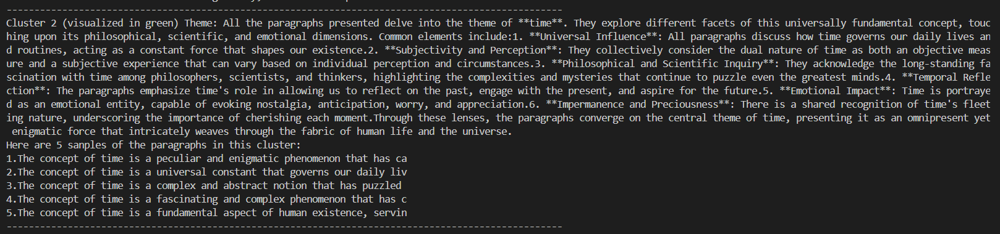 ----------------------------------------------------------------------------------------------------
Cluster 2 (visualized in green) Theme: All the paragraphs presented delve into the theme of **time**. They explore different facets of this universally fundamental concept, touc
hing upon its philosophical, scientific, and emotional dimensions. Common elements include:1. **Universal Influence**: All paragraphs discuss how time governs our daily lives an
d routines, acting as a constant force that shapes our existence.2. **Subjectivity and Perception**: They collectively consider the dual nature of time as both an objective meas
ure and a subjective experience that can vary based on individual perception and circumstances.3. **Philosophical and Scientific Inquiry**: They acknowledge the long-standing fa
scination with time among philosophers, scientists, and thinkers, highlighting the complexities and mysteries that continue to puzzle even the greatest minds.4. **Temporal Refle
ction**: The paragraphs emphasize time's role in allowing us to reflect on the past, engage with the present, and aspire for the future.5. **Emotional Impact**: Time is portraye
d as an emotional entity, capable of evoking nostalgia, anticipation, worry, and appreciation.6. **Impermanence and Preciousness**: There is a shared recognition of time's fleet
ing nature, underscoring the importance of cherishing each moment.Through these lenses, the paragraphs converge on the central theme of time, presenting it as an omnipresent yet
 enigmatic force that intricately weaves through the fabric of human life and the universe.
Here are 5 sanples of the paragraphs in this cluster:
1.The concept of time is a peculiar and enigmatic phenomenon that has ca
2.The concept of time is a universal constant that governs our daily liv
3.The concept of time is a complex and abstract notion that has puzzled
4.The concept of time is a fascinating and complex phenomenon that has c
5.The concept of time is a fundamental aspect of human existence, servin
----------------------------------------------------------------------------------------------------